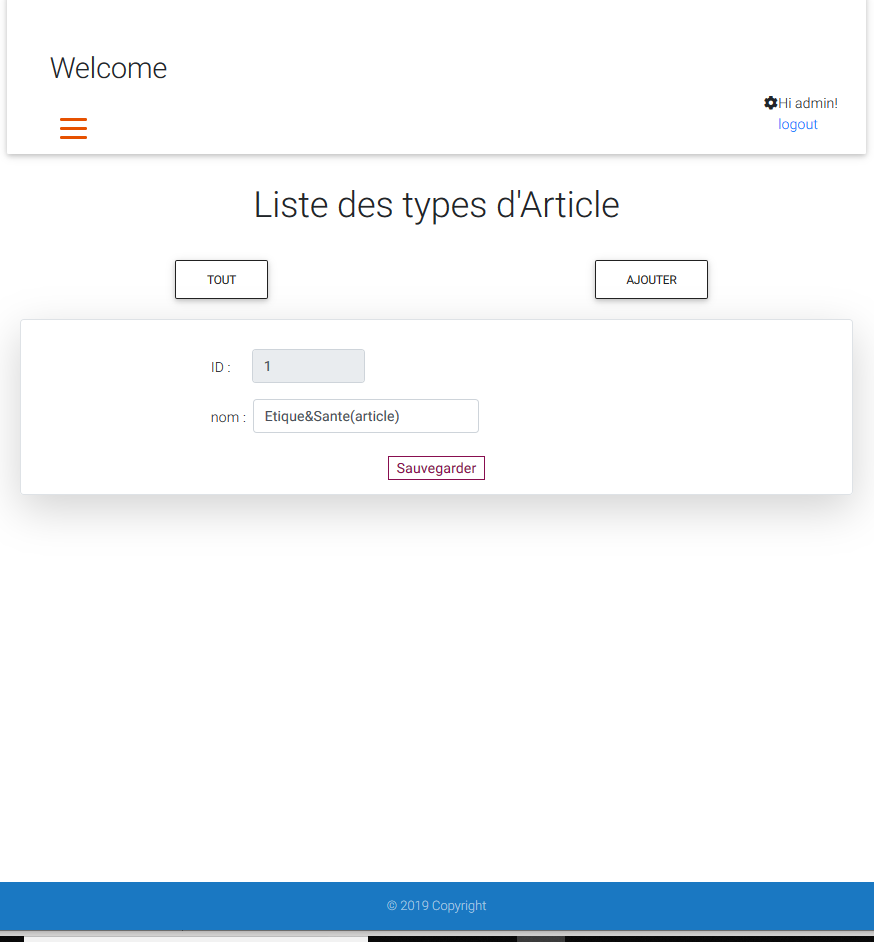 Welcome
Hi admin!
logout
Liste des types d'Article
TOUT
AJOUTER
ID : 1
nom : Etique&Sante(article)
Sauvegarder
© 2019 Copyright